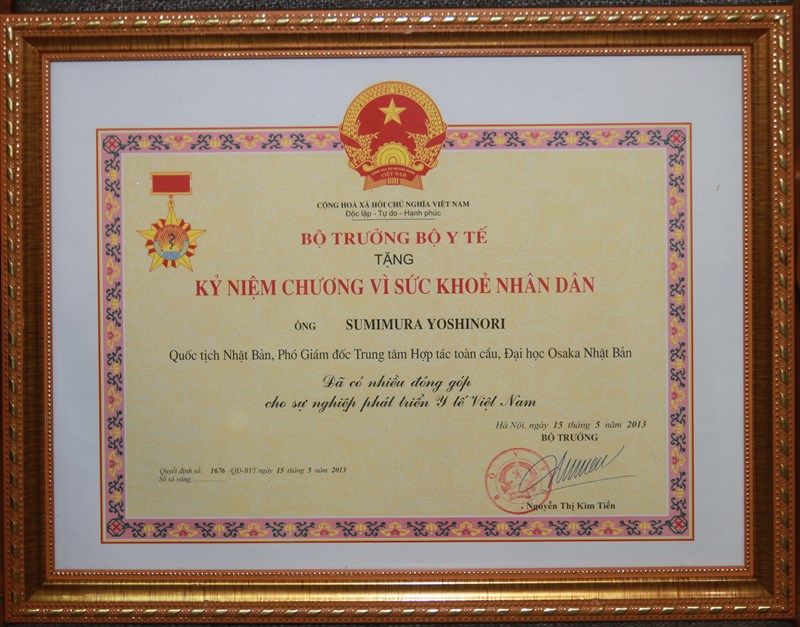 VIỆT NAM
CỘNG HOÀ XÃ HỘI CHỦ NGHĨA VIỆT NAM
Độc lập - Tự do - Hạnh phúc
BỘ TRƯỞNG BỘ Y TẾ
TẶNG
KỶ NIỆM CHƯƠNG VÌ SỨC KHOẺ NHÂN DÂN
ÔNG SUMIMURA YOSHINORI
Quốc tịch Nhật Bản, Phó Giám đốc Trung tâm Hợp tác toàn cầu, Đại học Osaka Nhật Bản
Đã có nhiều đóng góp
cho sự nghiệp phát triển Y tế Việt Nam
Hà Nội, ngày 15 tháng 5 năm 2013
BỘ TRƯỞNG
Quyết định số: 1676 /QĐ-BYT ngày 15 tháng 5 năm 2013
Số sổ vàng: ............
BỘ Y T
- Nguyễn Thị Kim Tiến